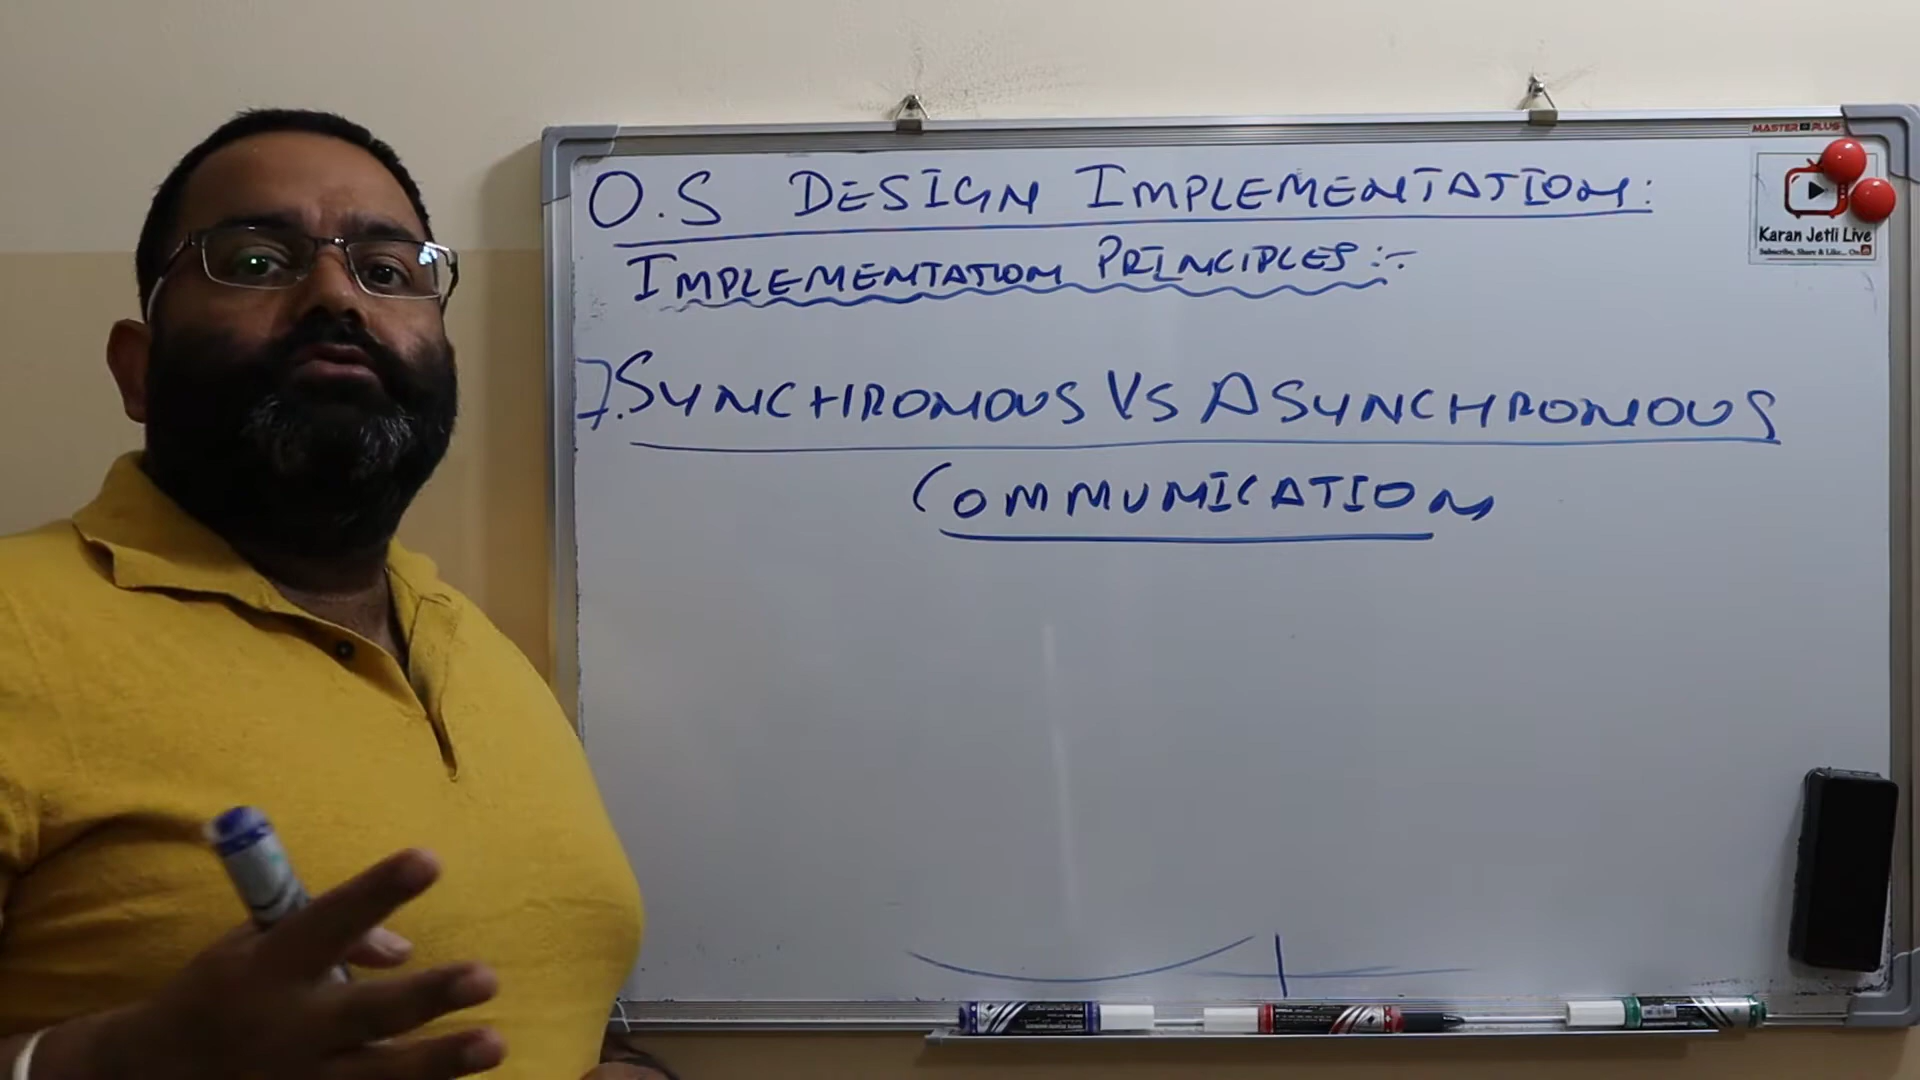 MASTER PLUS
O.S DESIGN IMPLEMENTATION:
IMPLEMENTATION PRINCIPLES:-
Karan Jetli Live
Subscribe, Share & Like... On
7. SYNCHRONOUS VS ASYNCHRONOUS
COMMUNICATION